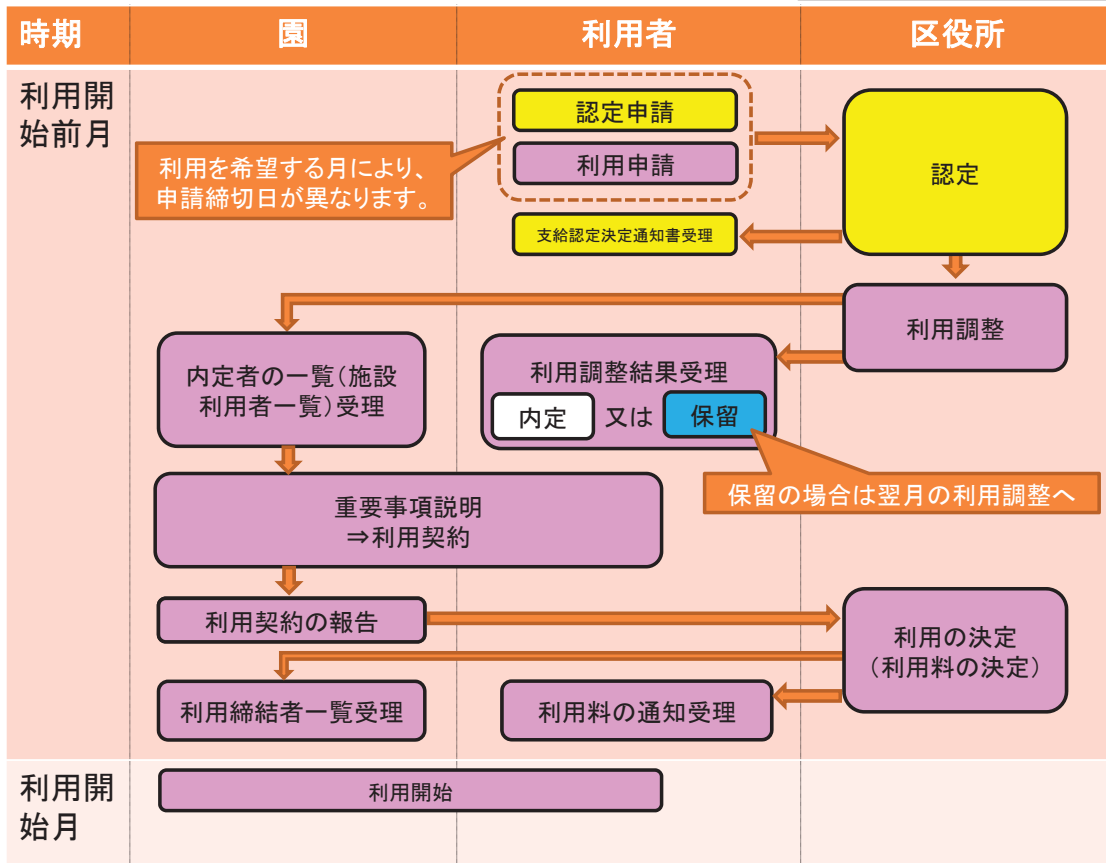 時期
園
利用者
区役所
利用開
始前月
認定申請
利用申請
利用を希望する月により、
申請締切日が異なります。
認定
支給認定決定通知書受理
利用調整
内定者の一覧（施設
利用者一覧）受理
利用調整結果受理
内定 又は 保留
保留の場合は翌月の利用調整へ
重要事項説明
⇒利用契約
利用契約の報告
利用の決定
（利用料の決定）
利用締結者一覧受理
利用料の通知受理
利用開
始月
利用開始